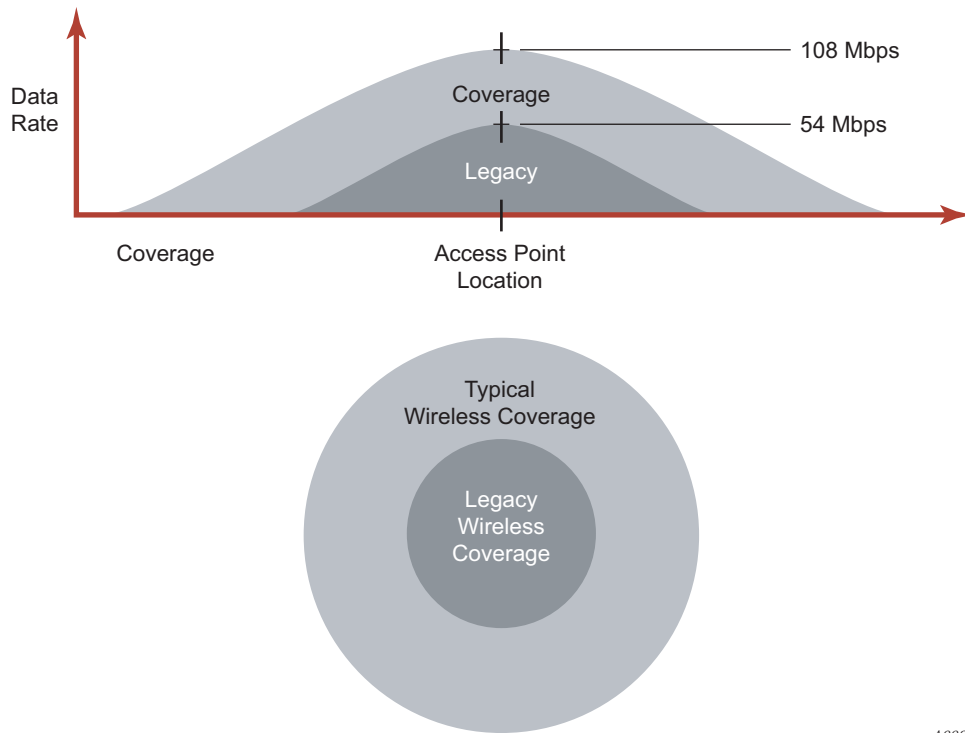 108 Mbps
Data
Rate
Coverage
54 Mbps
Legacy
Coverage
Access Point
Location
Typical
Wireless Coverage
Legacy
Wireless
Coverage